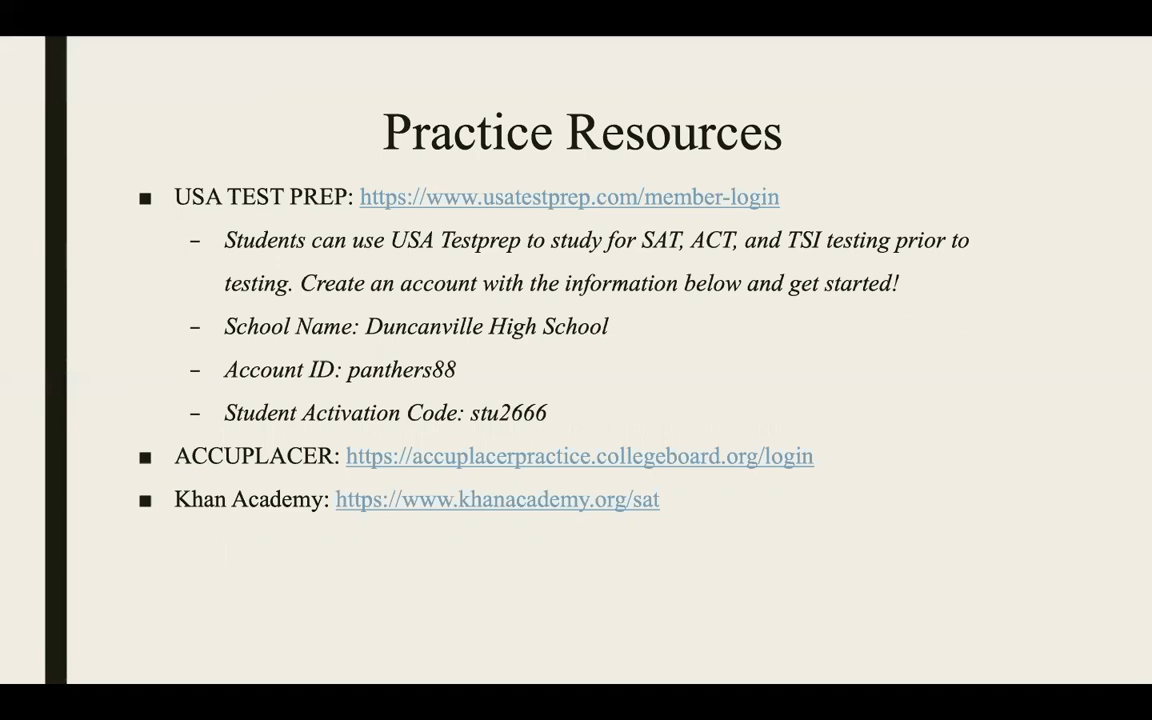 Practice Resources
■ USA TEST PREP: https://www.usatestprep.com/member-login
– Students can use USA Testprep to study for SAT, ACT, and TSI testing prior to
testing. Create an account with the information below and get started!
– School Name: Duncanville High School
– Account ID: panthers88
– Student Activation Code: stu2666
■ ACCUPLACER: https://accuplacerpractice.collegeboard.org/login
■ Khan Academy: https://www.khanacademy.org/sat